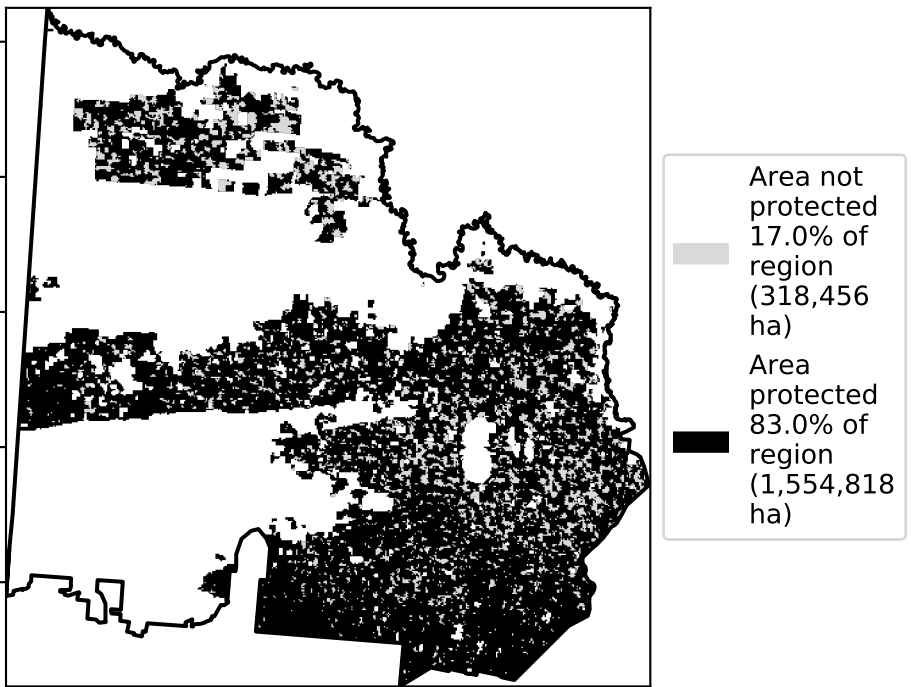 Area not
protected
17.0% of
region
(318,456
ha)
Area
protected
83.0% of
region
(1,554,818
ha)